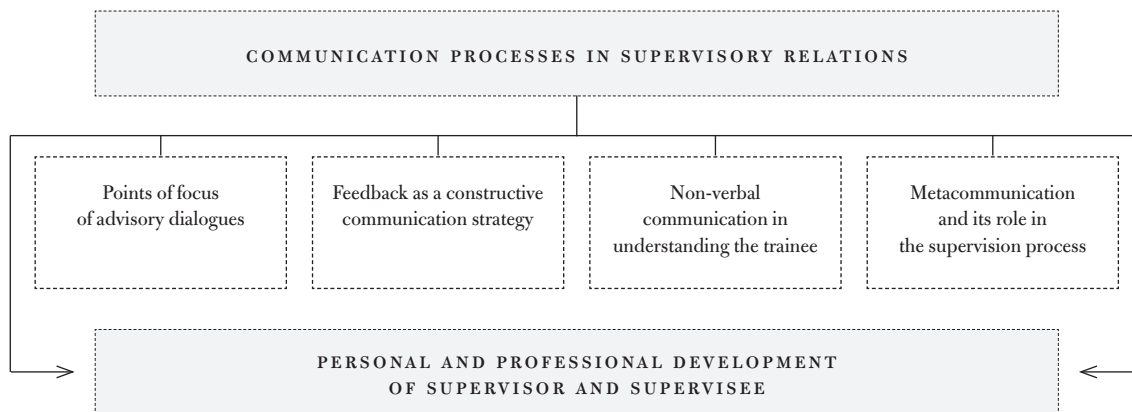 COMMUNICATION PROCESSES IN SUPERVISORY RELATIONS
Points of focus
of advisory dialogues
Feedback as a constructive
communication strategy
Non-verbal
communication in
understanding the trainee
Metacommunication
and its role in
the supervision process
PERSONAL AND PROFESSIONAL DEVELOPMENT
OF SUPERVISOR AND SUPERVISEE